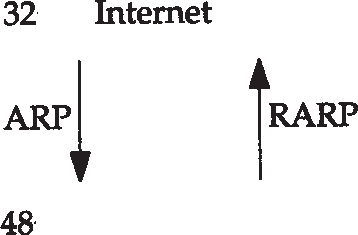 32 Internet
ARP RARP
48